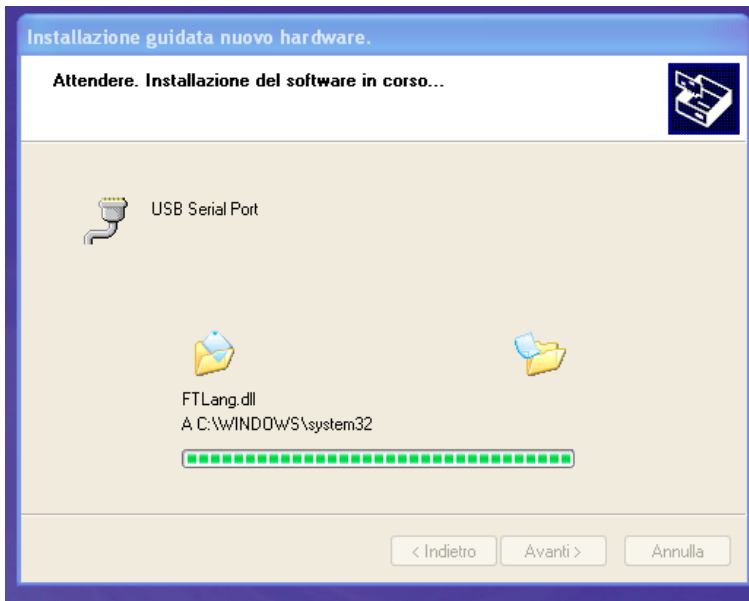 Installazione guidata nuovo hardware.
Attendere. Installazione del software in corso...
USB Serial Port
FTLang.dll
A C:\WINDOWS\system32
< Indietro
Avanti >
Annulla